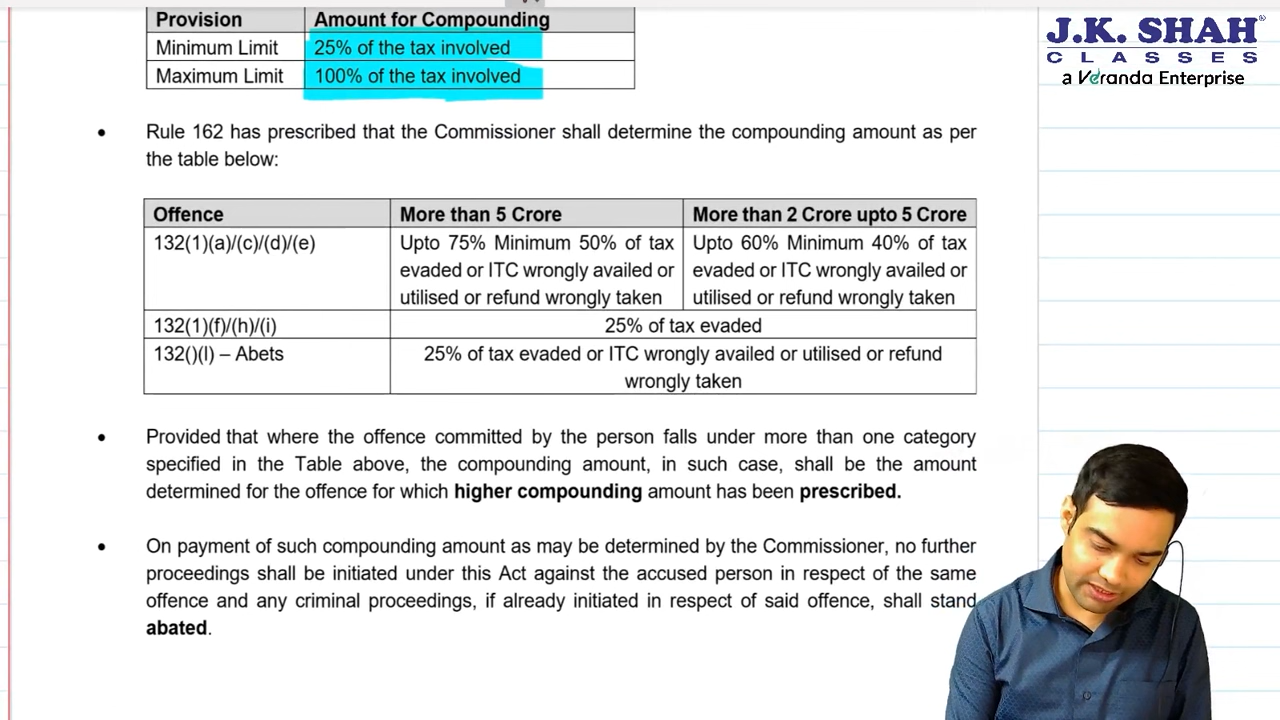 Provision Amount for Compounding
Minimum Limit 25% of the tax involved
Maximum Limit 100% of the tax involved
J.K. SHAH®
CLASSES
a Veranda Enterprise
• Rule 162 has prescribed that the Commissioner shall determine the compounding amount as per
the table below:
Offence More than 5 Crore More than 2 Crore upto 5 Crore
132(1)(a)/(c)/(d)/(e) Upto 75% Minimum 50% of tax Upto 60% Minimum 40% of tax
evaded or ITC wrongly availed or evaded or ITC wrongly availed or
utilised or refund wrongly taken utilised or refund wrongly taken
132(1)(f)/(h)/(i) 25% of tax evaded
132()(l) – Abets 25% of tax evaded or ITC wrongly availed or utilised or refund
wrongly taken
• Provided that where the offence committed by the person falls under more than one category
specified in the Table above, the compounding amount, in such case, shall be the amount
determined for the offence for which higher compounding amount has been prescribed.
• On payment of such compounding amount as may be determined by the Commissioner, no further
proceedings shall be initiated under this Act against the accused person in respect of the same
offence and any criminal proceedings, if already initiated in respect of said offence, shall stand
abated.